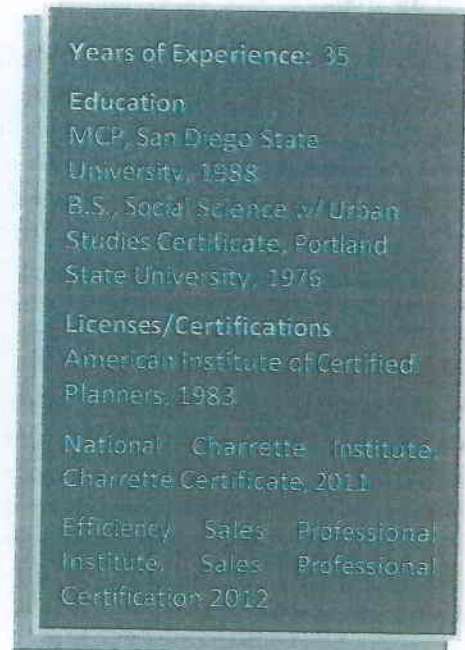 Years of Experience: 35
Education
MCP, San Diego State
University, 1988
B.S., Social Science w/ Urban
Studies Certificate, Portland
State University, 1976
Licenses/Certifications
American Institute of Certified
Planners, 1983
National Charrette Institute,
Charrette Certificate, 2011
Efficiency Sales Professional
Institute, Sales Professional
Certification 2012